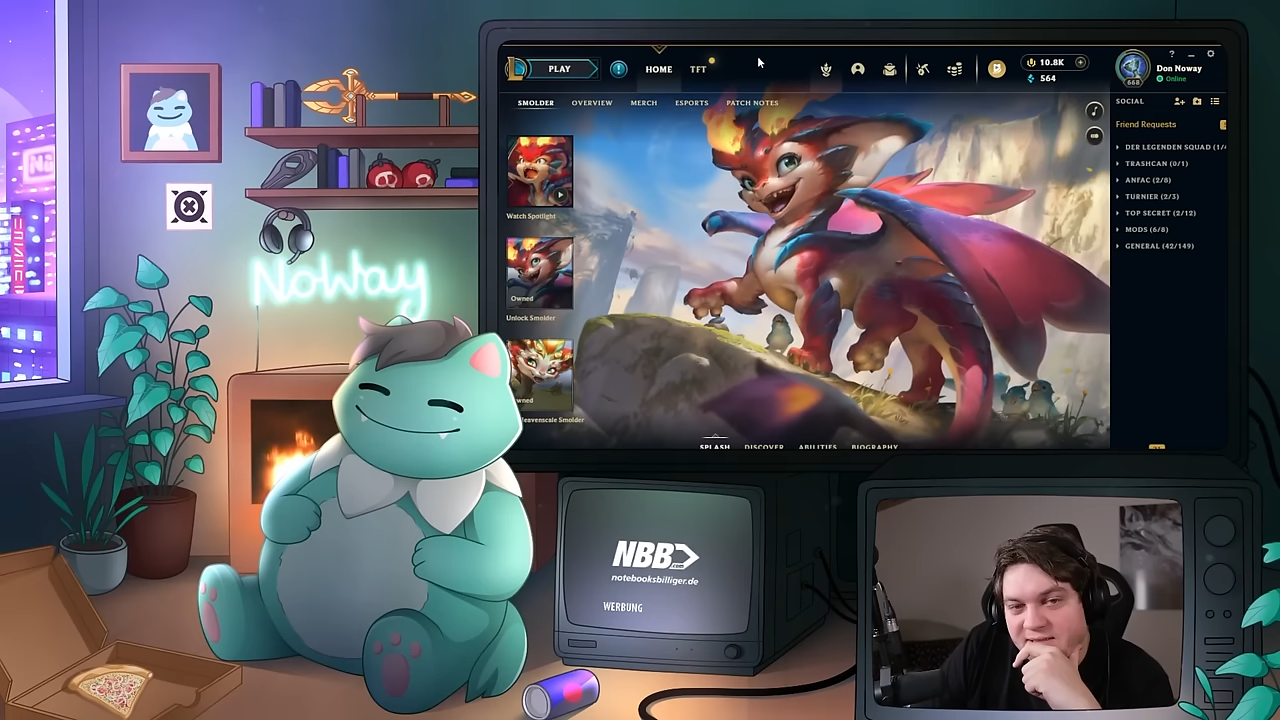 PLAY
HOME
TFT
10.8K
564
668
Don Noway
Online
SMOLDER
OVERVIEW
MERCH
ESPORTS
PATCH NOTES
Watch Spotlight
Owned
Unlock Smolder
wned
Heavenscale Smolder
SPLASH
DISCOVER
ABILITIES
BIOGRAPHY
SOCIAL
Friend Requests
DER LEGENDEN SQUAD (1/4
TRASHCAN (0/1)
ANFAC (2/8)
TURNIER (2/3)
TOP SECRET (2/12)
MODS (6/8)
GENERAL (42/149)
NoWay
NBB
.com
notebooksbilliger.de
WERBUNG